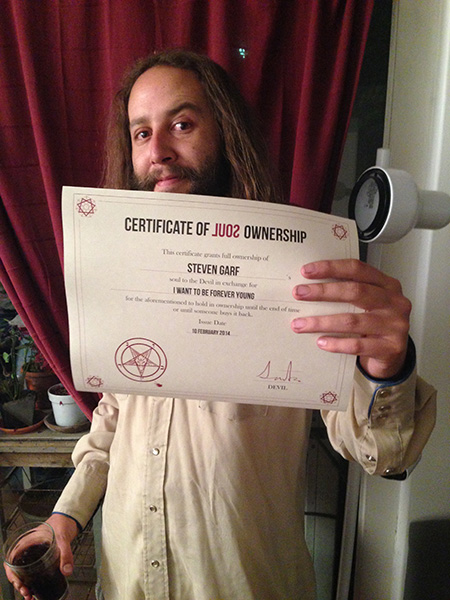 CERTIFICATE OF ⅃UOS OWNERSHIP
This certificate grants full ownership of
STEVEN GARF 's
soul to the Devil in exchange for
I WANT TO BE FOREVER YOUNG
for the aforementioned to hold in ownership until the end of time
or until someone buys it back.
Issue Date
10 FEBRUARY 2014
DEVIL